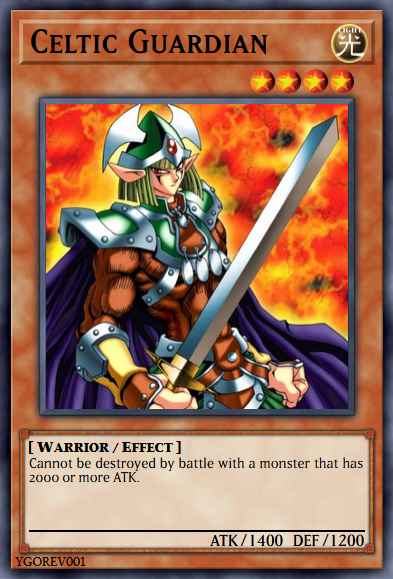 Celtic Guardian
LIGHT
光
[ Warrior / Effect ]
Cannot be destroyed by battle with a monster that has
2000 or more ATK.
ATK / 1400 DEF / 1200
YGOREV001